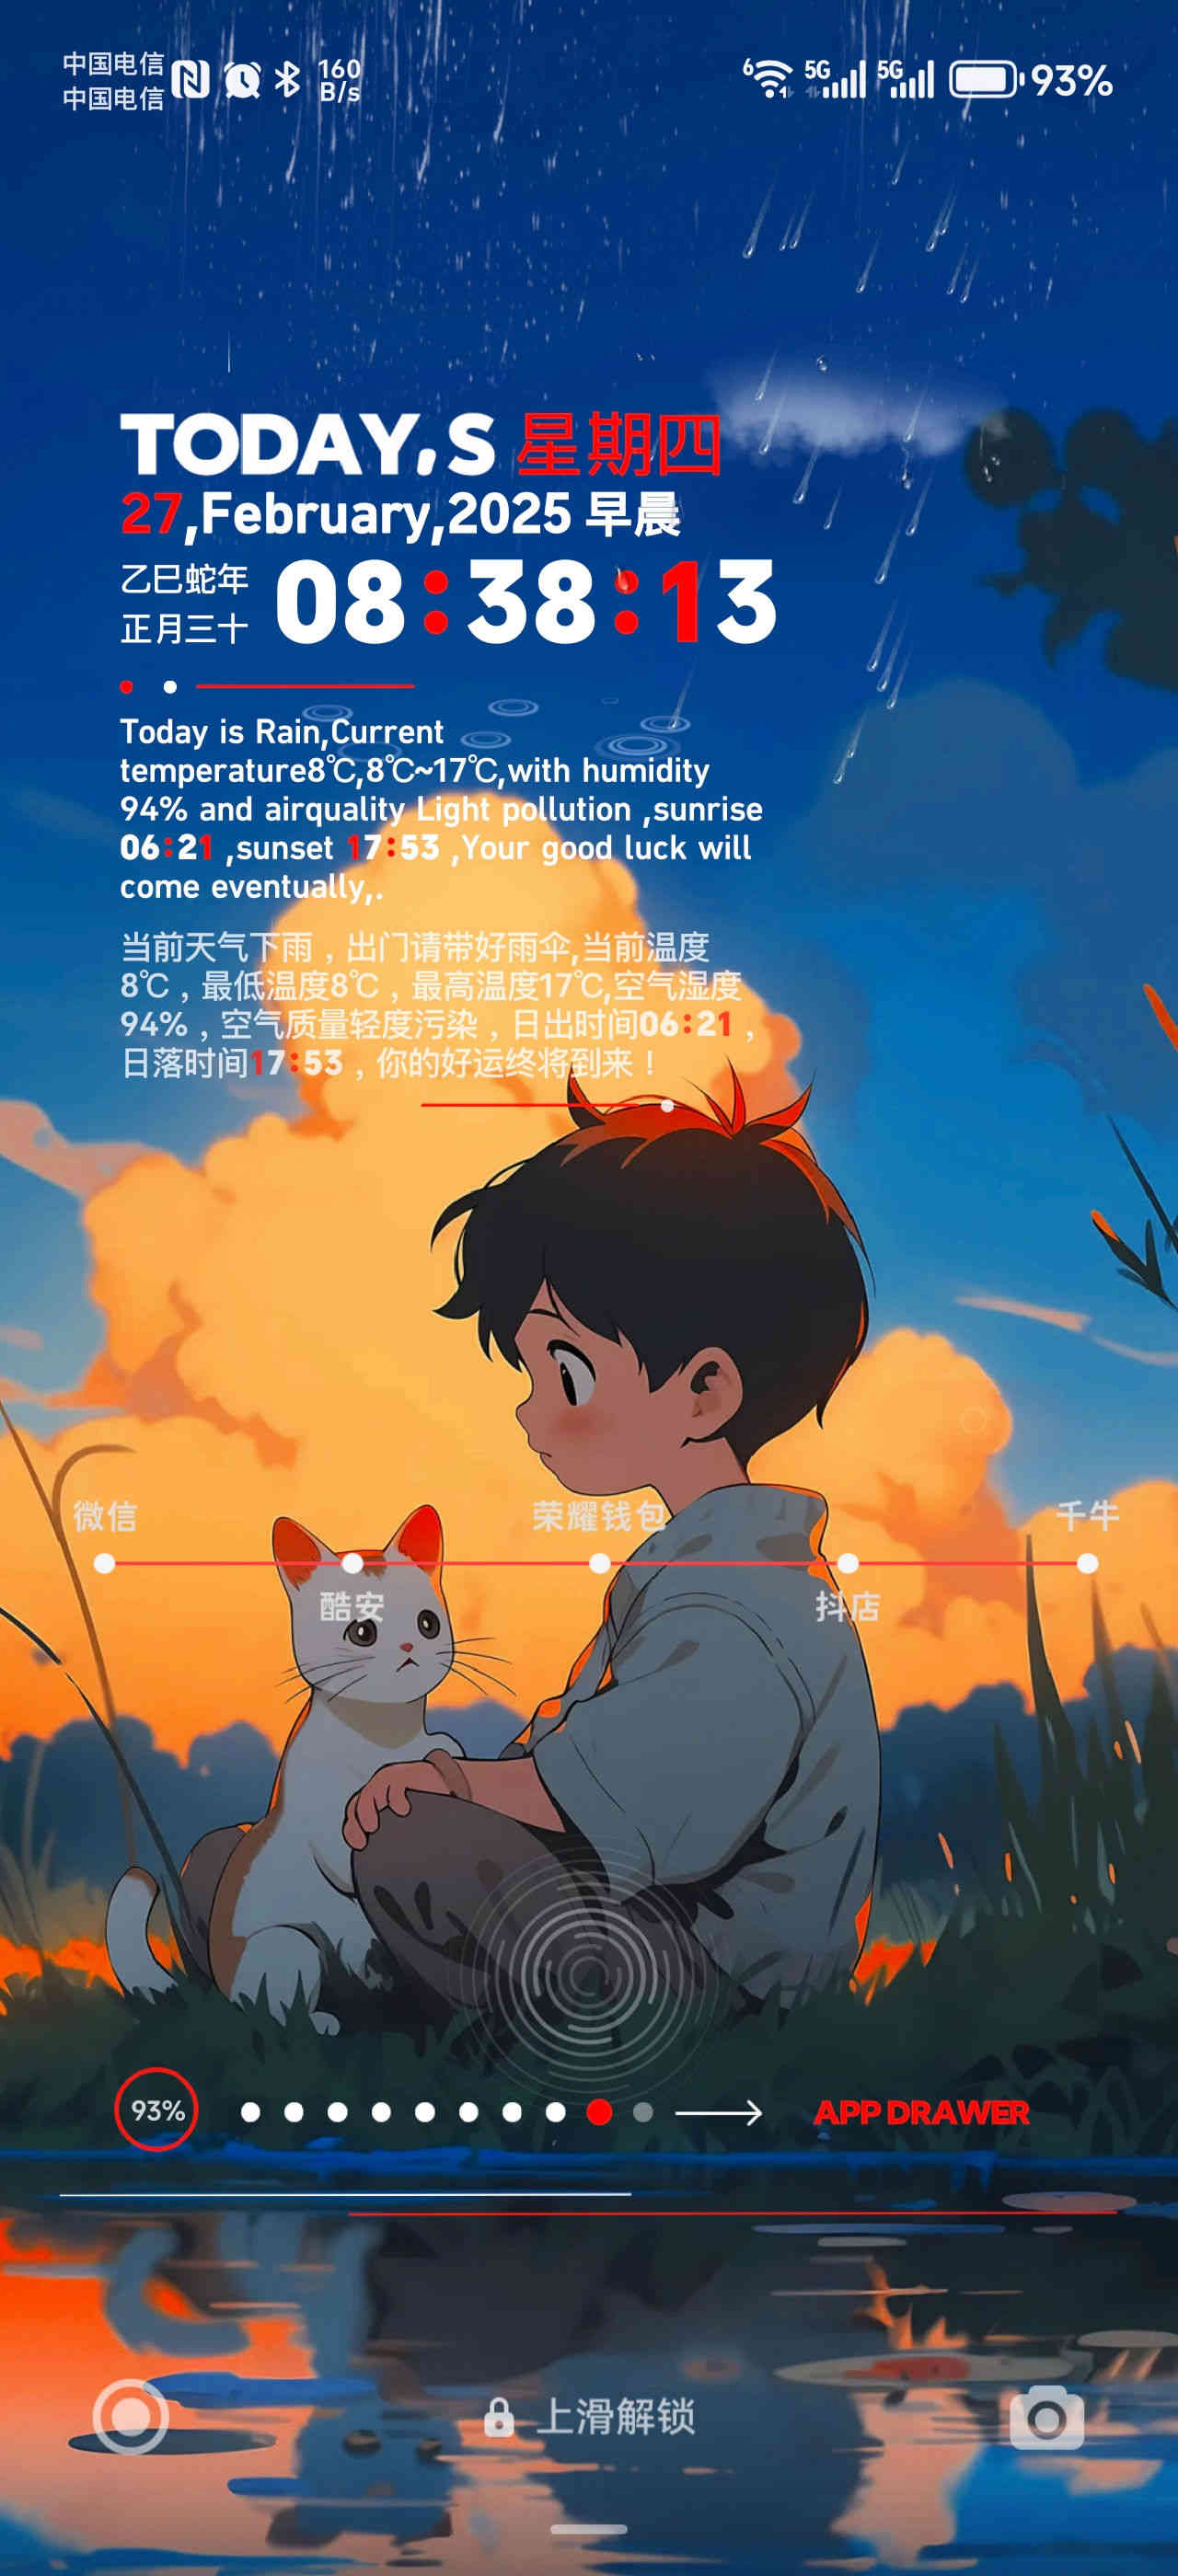 中国电信
中国电信
160
B/s
6
5G
5G
93%
TODAY,S 星期四
27,February,2025 早晨
乙巳蛇年
正月三十
08:38:13
Today is Rain,Current
temperature8℃,8℃~17℃,with humidity
94% and airquality Light pollution ,sunrise
06:21 ,sunset 17:53 ,Your good luck will
come eventually,.
当前天气下雨，出门请带好雨伞,当前温度
8℃，最低温度8℃，最高温度17℃,空气湿度
94%，空气质量轻度污染，日出时间06:21，
日落时间17:53，你的好运终将到来！
微信
荣耀钱包
千牛
酷安
抖店
93%
APP DRAWER
上滑解锁